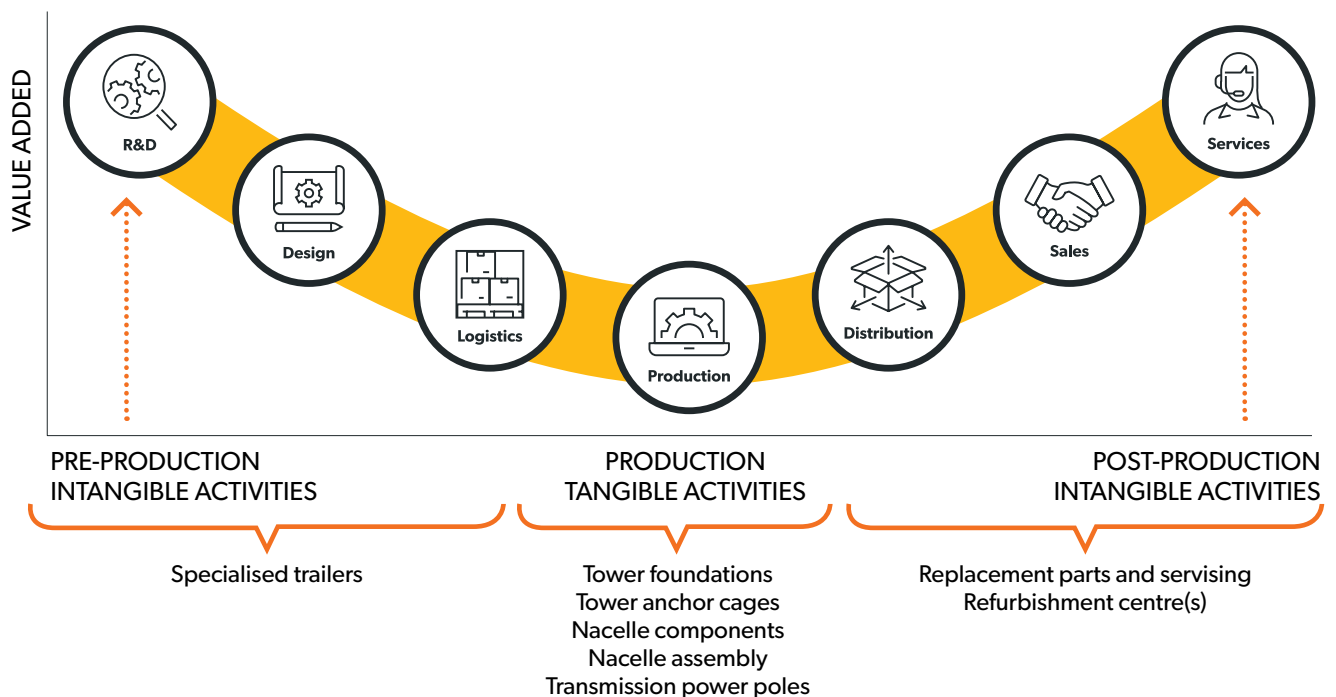 VALUE ADDED
R&D
Design
Logistics
Production
Distribution
Sales
Services
PRE-PRODUCTION
INTANGIBLE ACTIVITIES
PRODUCTION
TANGIBLE ACTIVITIES
POST-PRODUCTION
INTANGIBLE ACTIVITIES
Specialised trailers
Tower foundations
Tower anchor cages
Nacelle components
Nacelle assembly
Transmission power poles
Replacement parts and servising
Refurbishment centre(s)